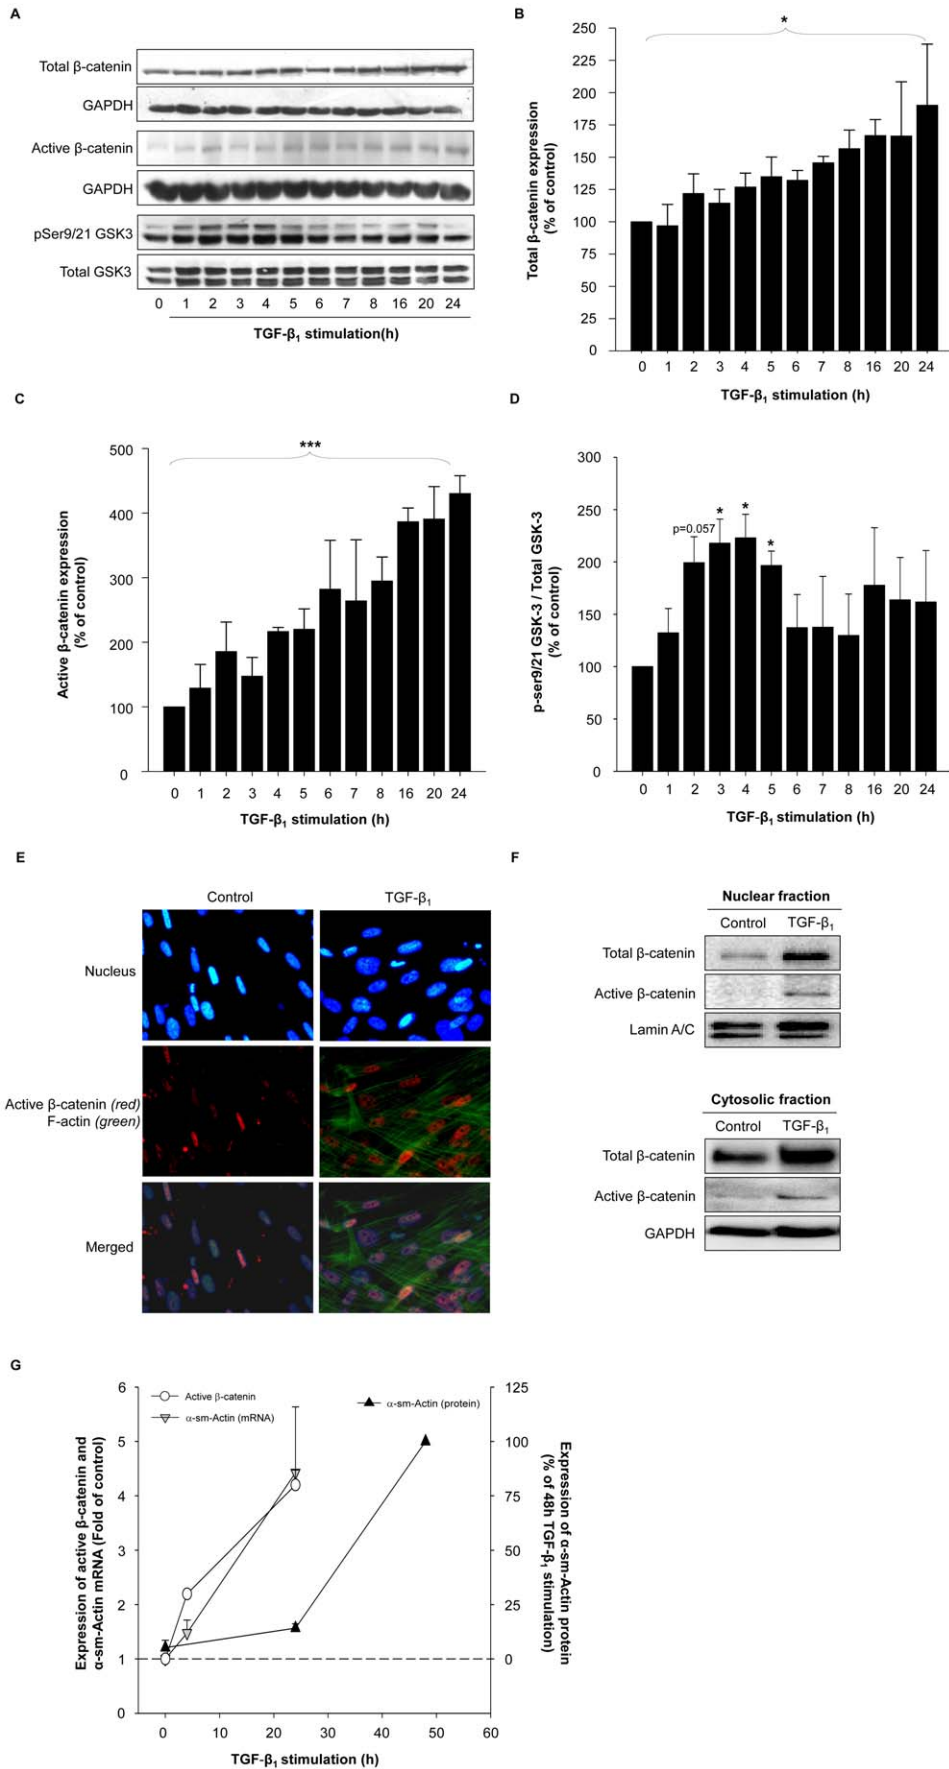 A
Total β-catenin
GAPDH
Active β-catenin
GAPDH
pSer9/21 GSK3
Total GSK3
0 1 2 3 4 5 6 7 8 16 20 24
TGF-β₁ stimulation(h)
B
*
250
225
200
175
150
125
100
75
50
25
0
Total β-catenin expression
(% of control)
0 1 2 3 4 5 6 7 8 16 20 24
TGF-β₁ stimulation (h)
C
***
500
400
300
200
100
0
Active β-catenin expression
(% of control)
0 1 2 3 4 5 6 7 8 16 20 24
TGF-β₁ stimulation (h)
D
300
250
200
150
100
50
0
p=0.057
* * *
p-ser9/21 GSK-3 / Total GSK-3
(% of control)
0 1 2 3 4 5 6 7 8 16 20 24
TGF-β₁ stimulation (h)
E
Control TGF-β₁
Nucleus
Active β-catenin (red)
F-actin (green)
Merged
F
Nuclear fraction
Control TGF-β₁
Total β-catenin
Active β-catenin
Lamin A/C
Cytosolic fraction
Control TGF-β₁
Total β-catenin
Active β-catenin
GAPDH
G
Active β-catenin
α-sm-Actin (mRNA)
α-sm-Actin (protein)
6
5
4
3
2
1
0
Expression of active β-catenin and
α-sm-Actin mRNA (Fold of control)
125
100
75
50
25
0
Expression of α-sm-Actin protein
(% of 48h TGF-β₁
stimulation)
0 10 20 30 40 50 60
TGF-β₁ stimulation (h)